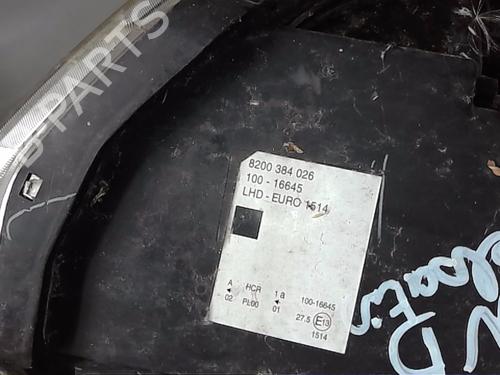 B-PARTS
8200 384 026
100 - 16645
LHD - EURO 1514
A HCR 1a 100-16645
02 PL00 01 27.5 E13
1514
D